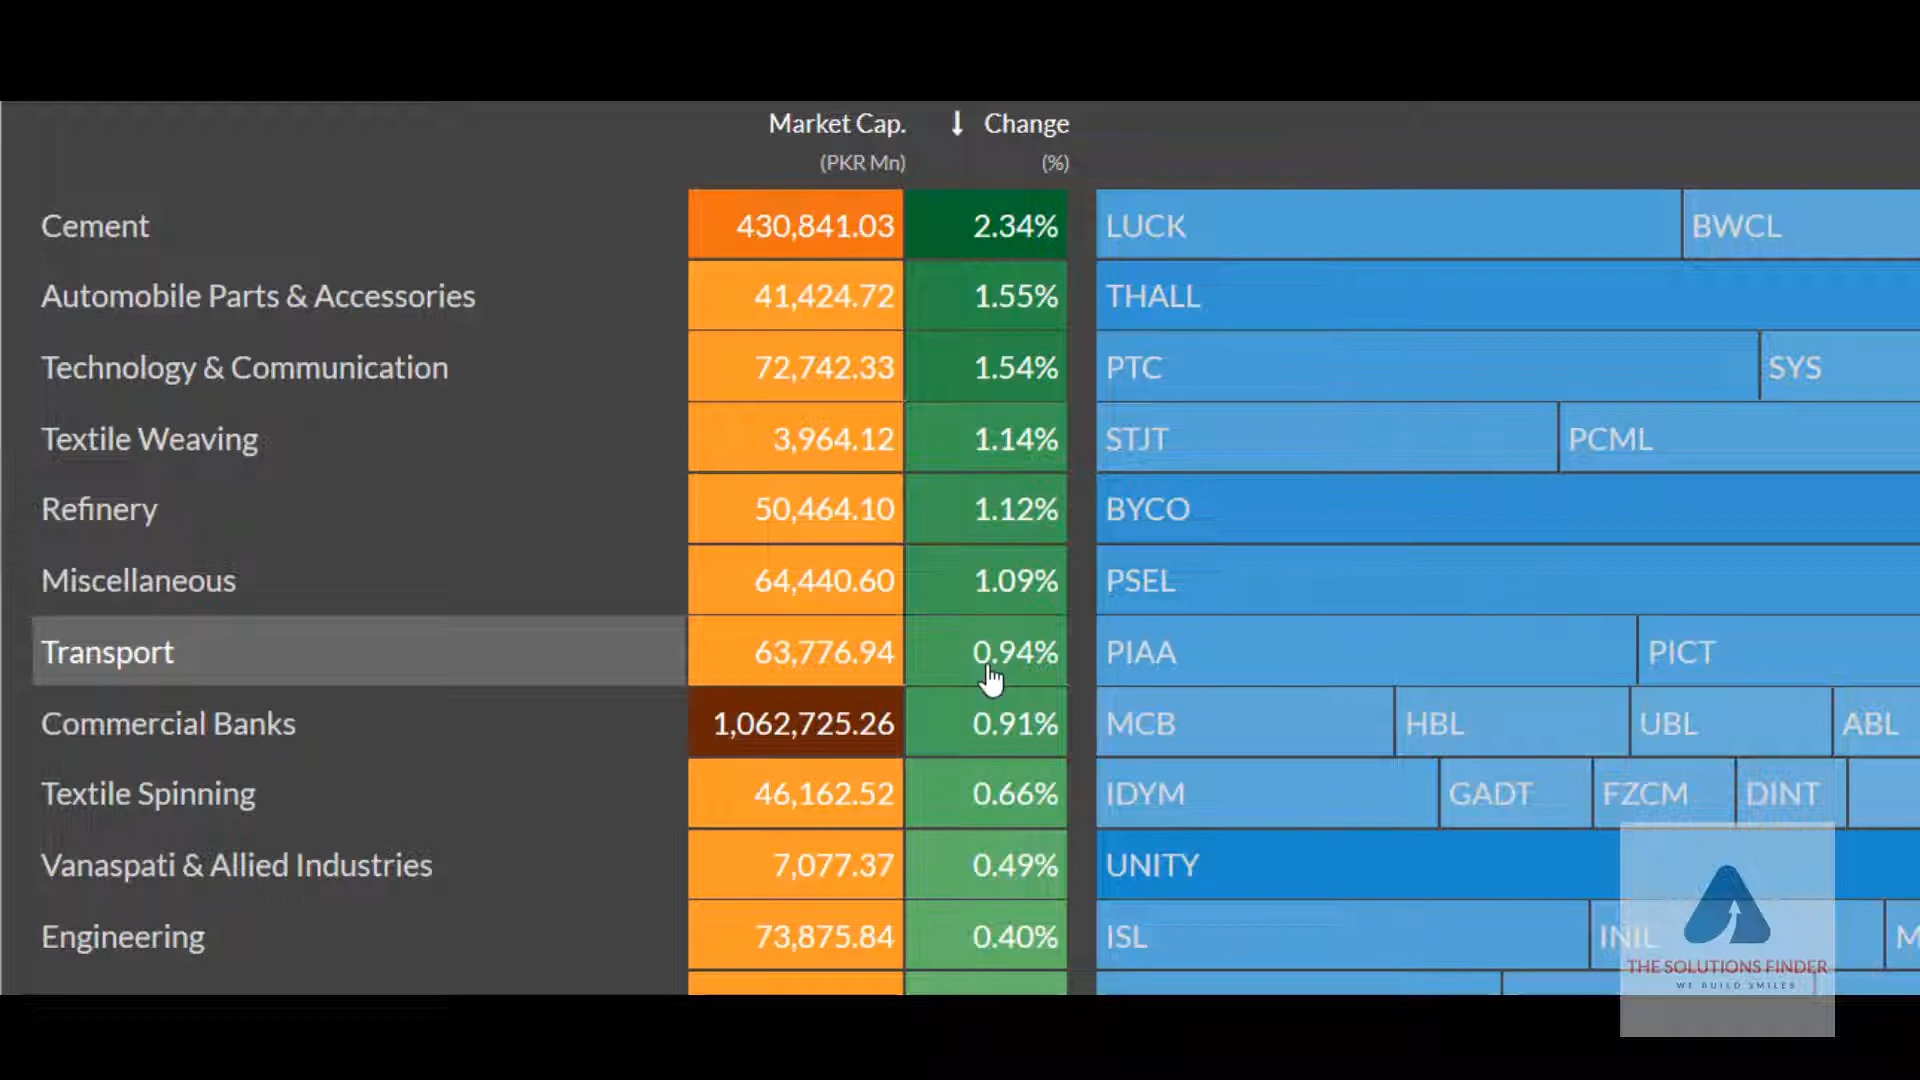 Market Cap. ↓ Change
(PKR Mn) (%)
Cement 430,841.03 2.34% LUCK BWCL
Automobile Parts & Accessories 41,424.72 1.55% THALL
Technology & Communication 72,742.33 1.54% PTC SYS
Textile Weaving 3,964.12 1.14% STJT PCML
Refinery 50,464.10 1.12% BYCO
Miscellaneous 64,440.60 1.09% PSEL
Transport 63,776.94 0.94% PIAA PICT
Commercial Banks 1,062,725.26 0.91% MCB HBL UBL ABL
Textile Spinning 46,162.52 0.66% IDYM GADT FZCM DINT
Vanaspati & Allied Industries 7,077.37 0.49% UNITY
Engineering 73,875.84 0.40% ISL INIL
THE SOLUTIONS FINDER
WE BUILD SMILES